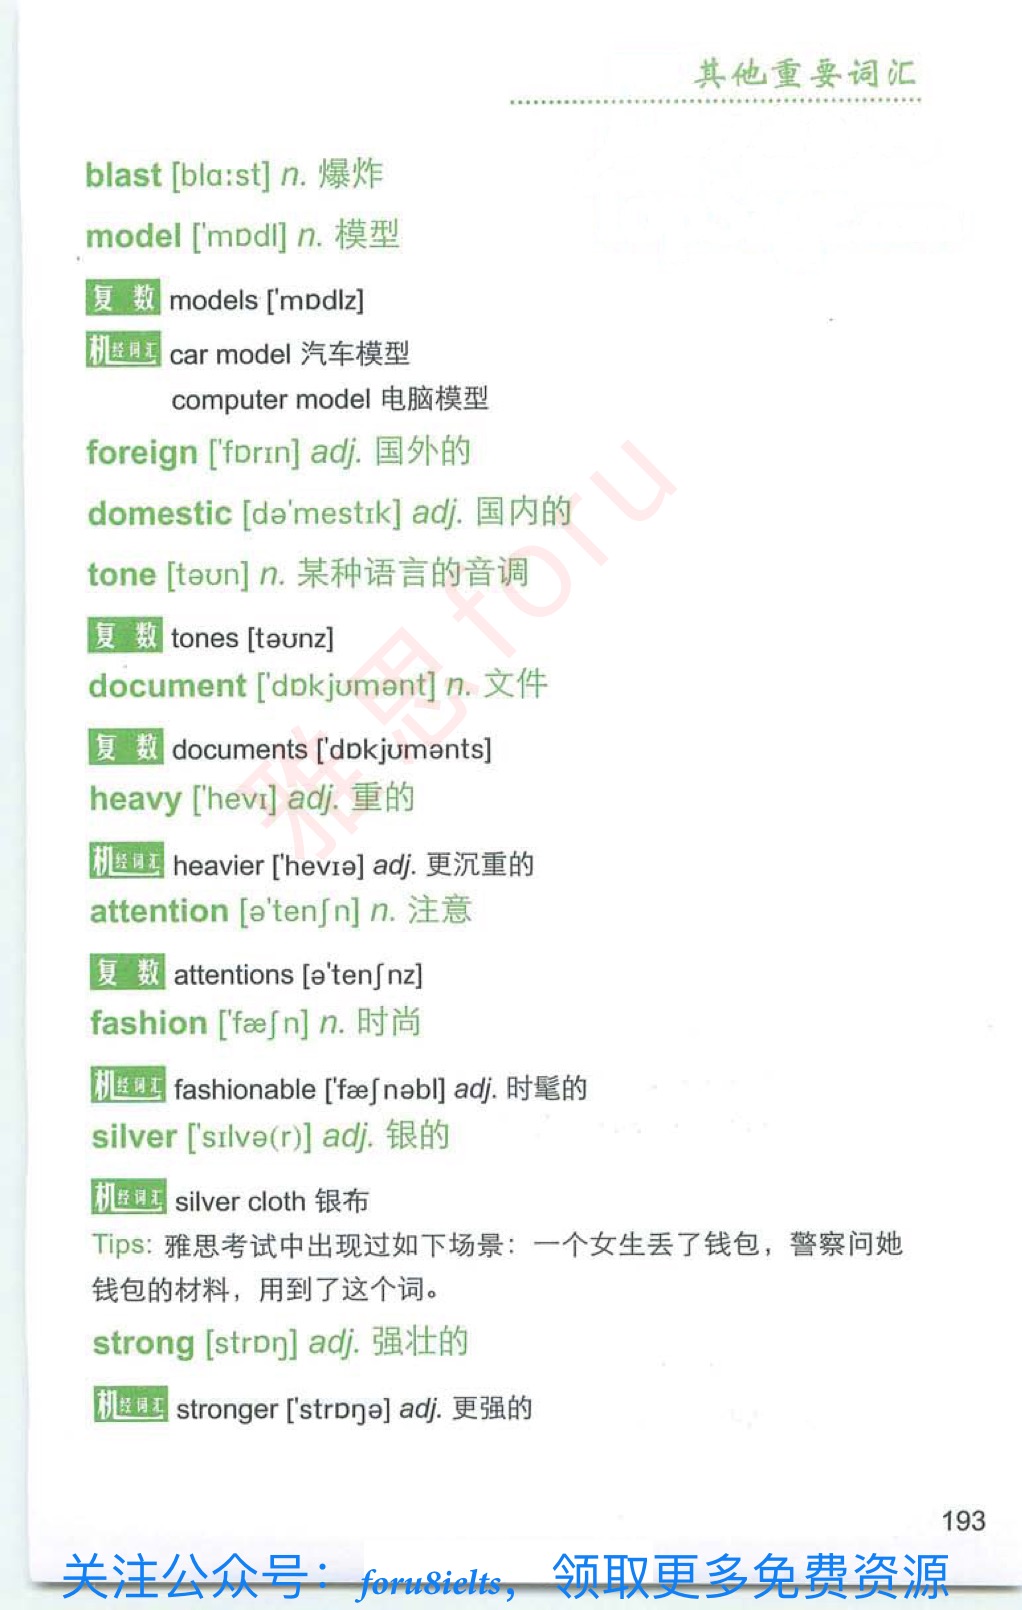 其他重要词汇
blast [blɑːst] n. 爆炸
model ['mɒdl] n. 模型
复 数 models ['mɒdlz]
机经词汇 car model 汽车模型
computer model 电脑模型
foreign ['fɒrɪn] adj. 国外的
domestic [də'mestɪk] adj. 国内的
tone [təʊn] n. 某种语言的音调
复 数 tones [təʊnz]
document ['dɒkjʊmənt] n. 文件
复 数 documents ['dɒkjʊmənts]
heavy ['hevɪ] adj. 重的
机经词汇 heavier ['hevɪə] adj. 更沉重的
attention [ə'tenʃn] n. 注意
复 数 attentions [ə'tenʃnz]
fashion ['fæʃn] n. 时尚
机经词汇 fashionable ['fæʃnəbl] adj. 时髦的
silver ['sɪlvə(r)] adj. 银的
机经词汇 silver cloth 银布
Tips: 雅思考试中出现过如下场景：一个女生丢了钱包，警察问她
钱包的材料，用到了这个词。
strong [strɒŋ] adj. 强壮的
机经词汇 stronger ['strɒŋə] adj. 更强的
雅思foru
193
关注公众号：foru8ielts，领取更多免费资源